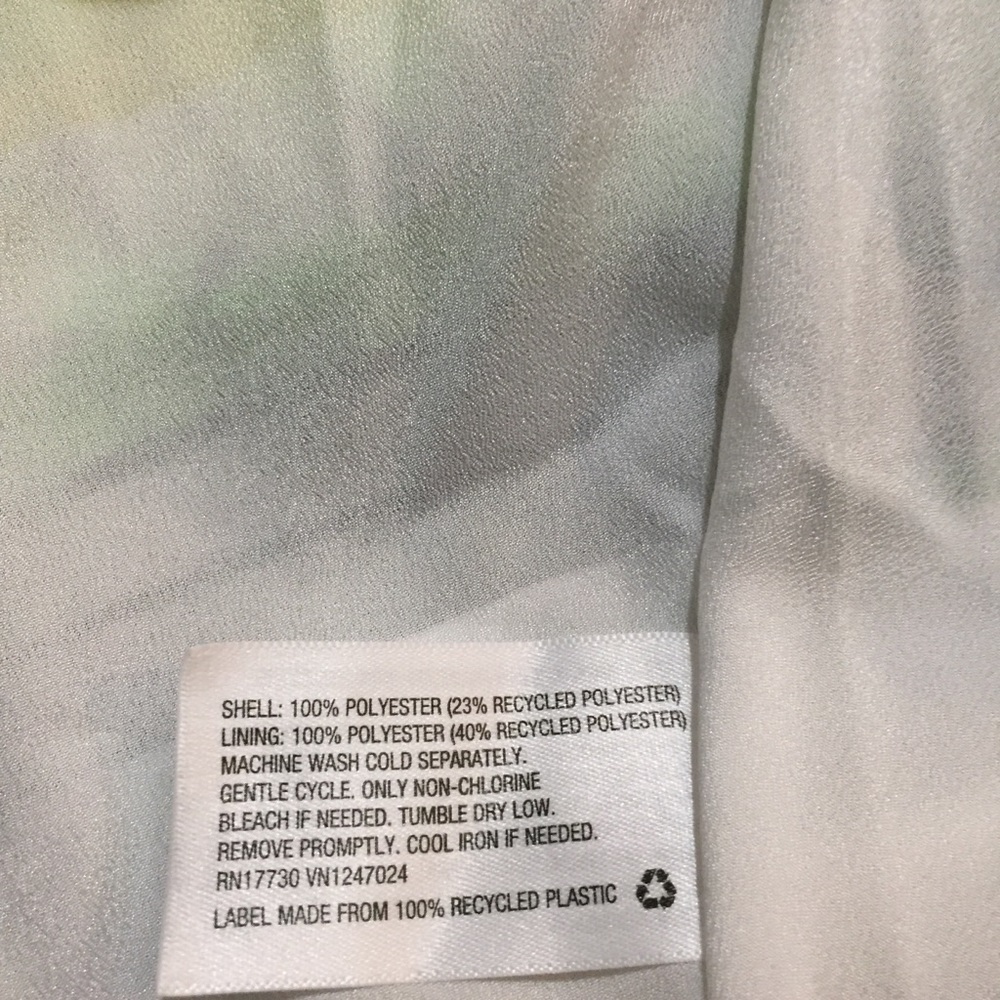 SHELL: 100% POLYESTER (23% RECYCLED POLYESTER)
LINING: 100% POLYESTER (40% RECYCLED POLYESTER)
MACHINE WASH COLD SEPARATELY.
GENTLE CYCLE. ONLY NON-CHLORINE
BLEACH IF NEEDED. TUMBLE DRY LOW.
REMOVE PROMPTLY. COOL IRON IF NEEDED.
RN17730 VN1247024
LABEL MADE FROM 100% RECYCLED PLASTIC